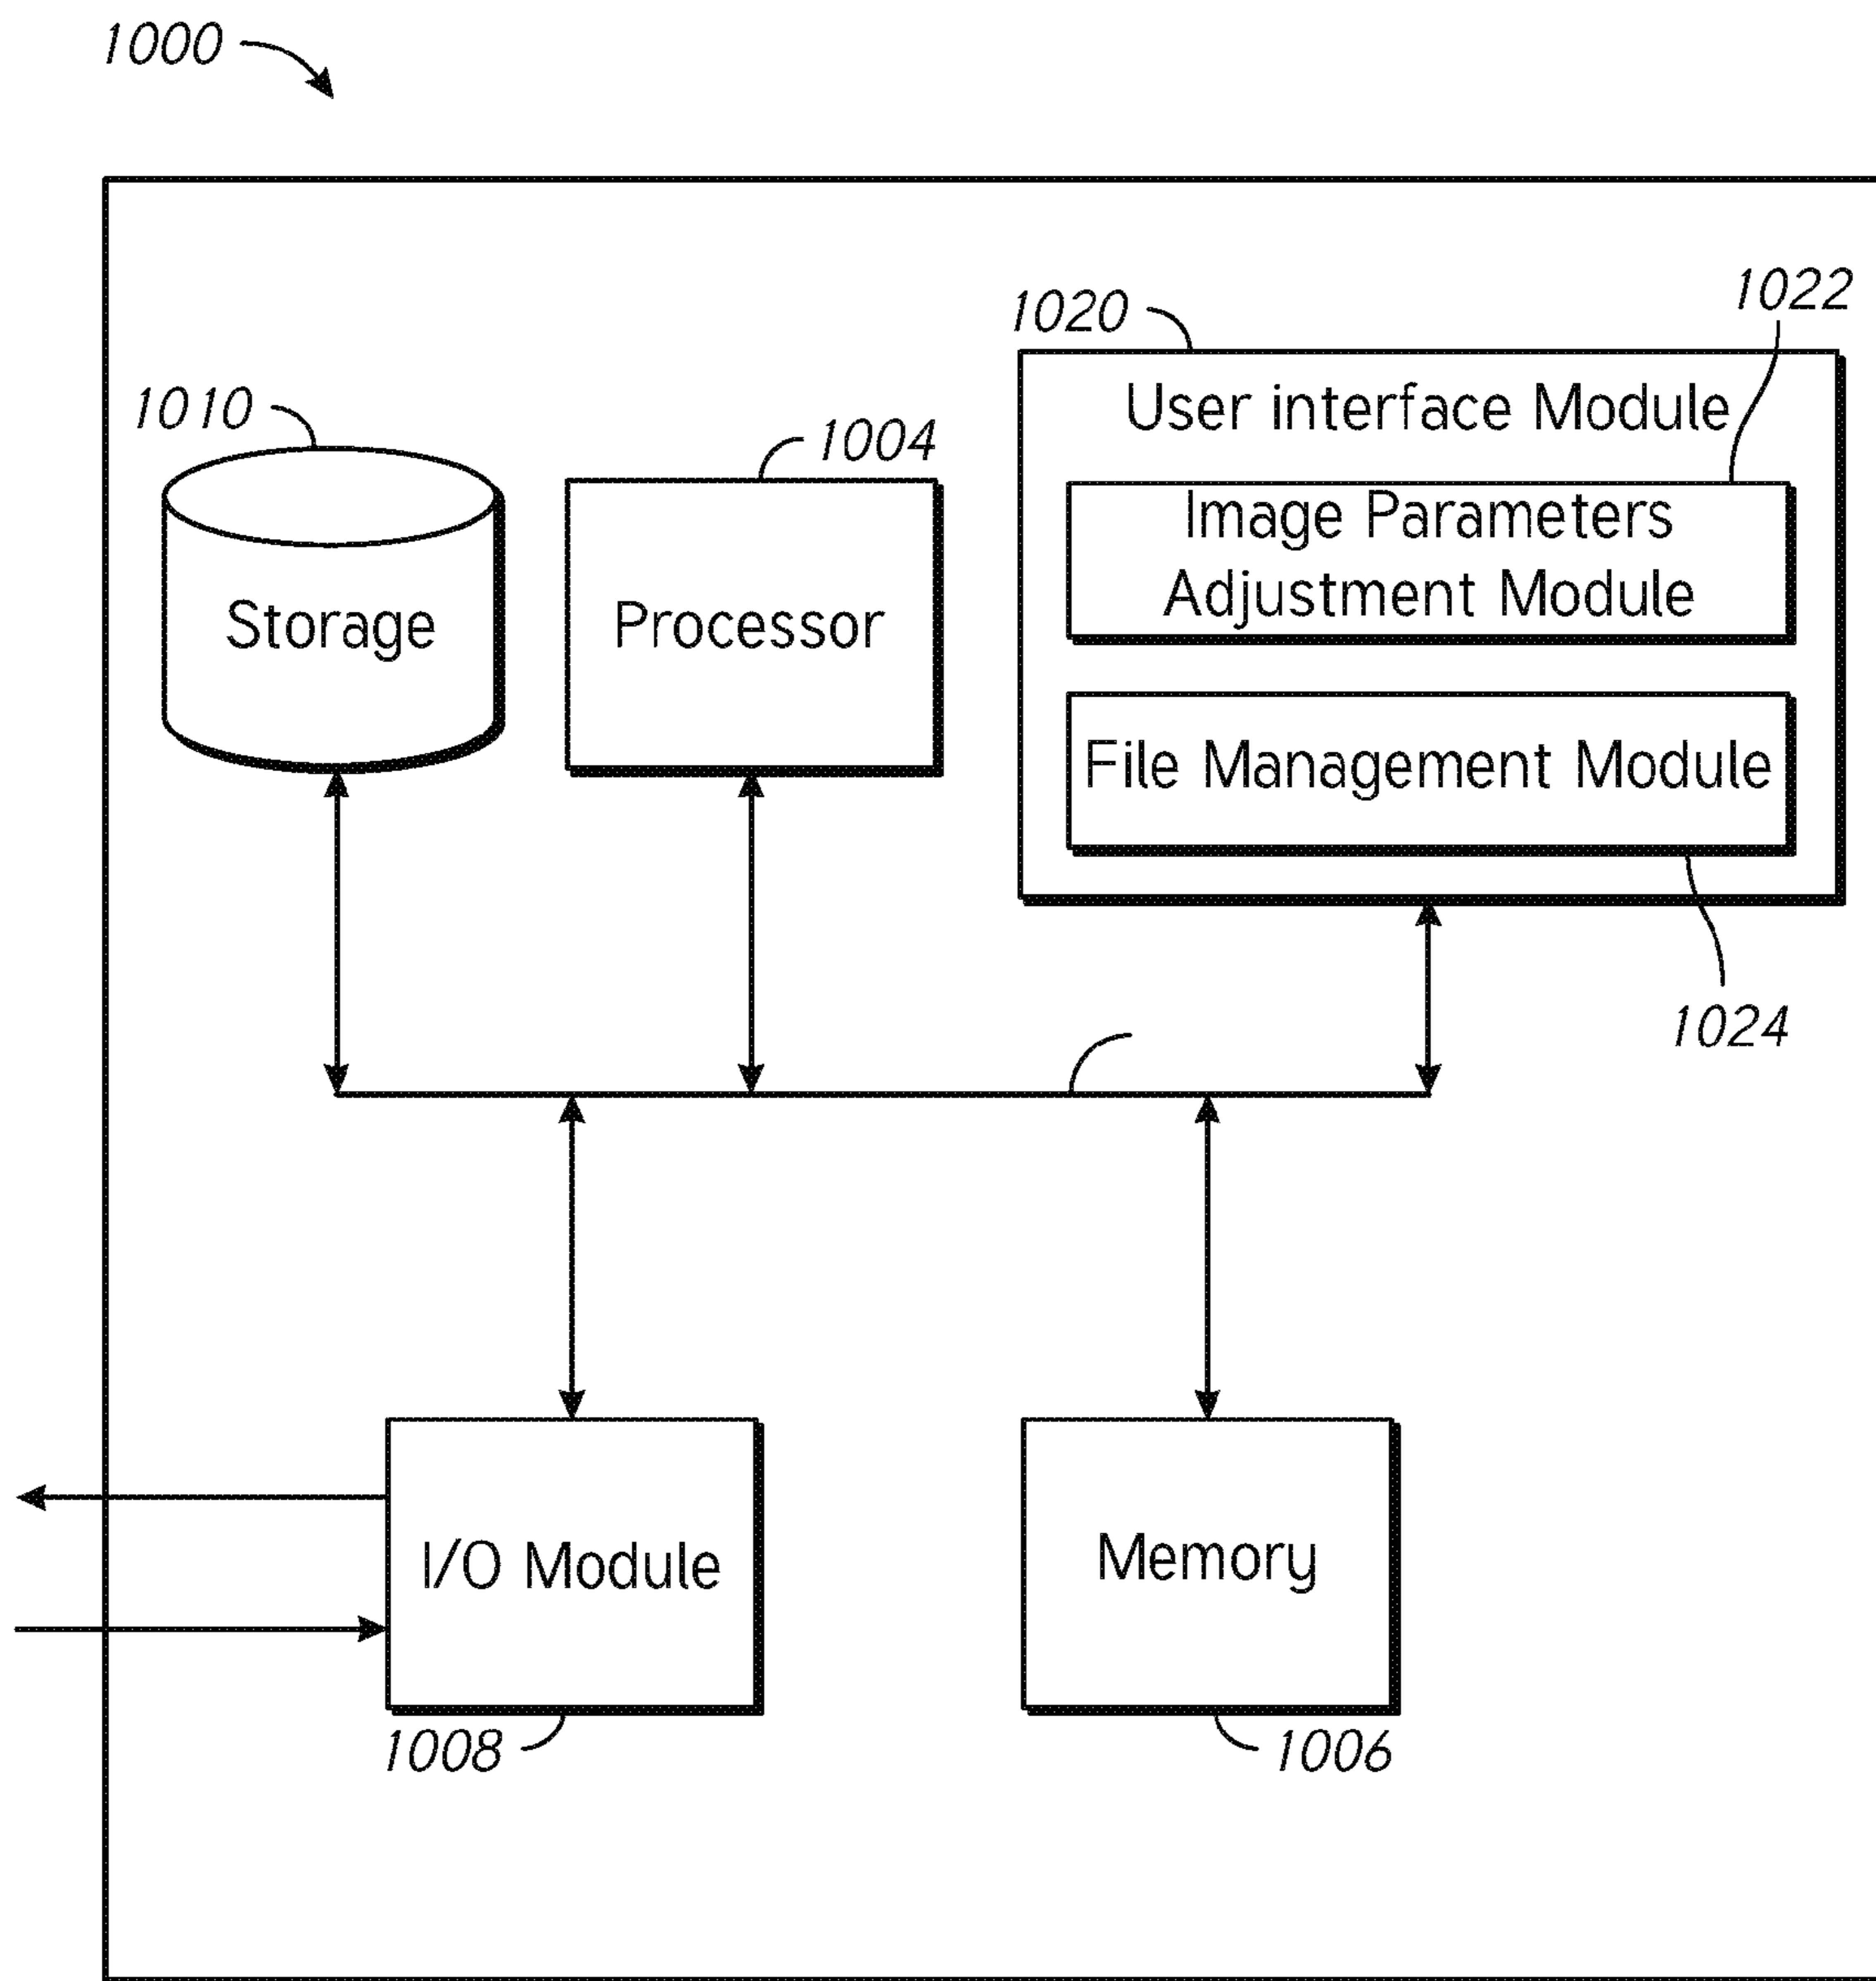 1000
1022
1020
User interface Module
1010
1004
Image Parameters
Adjustment Module
Storage
Processor
File Management Module
1024
I/O Module
Memory
1008
1006